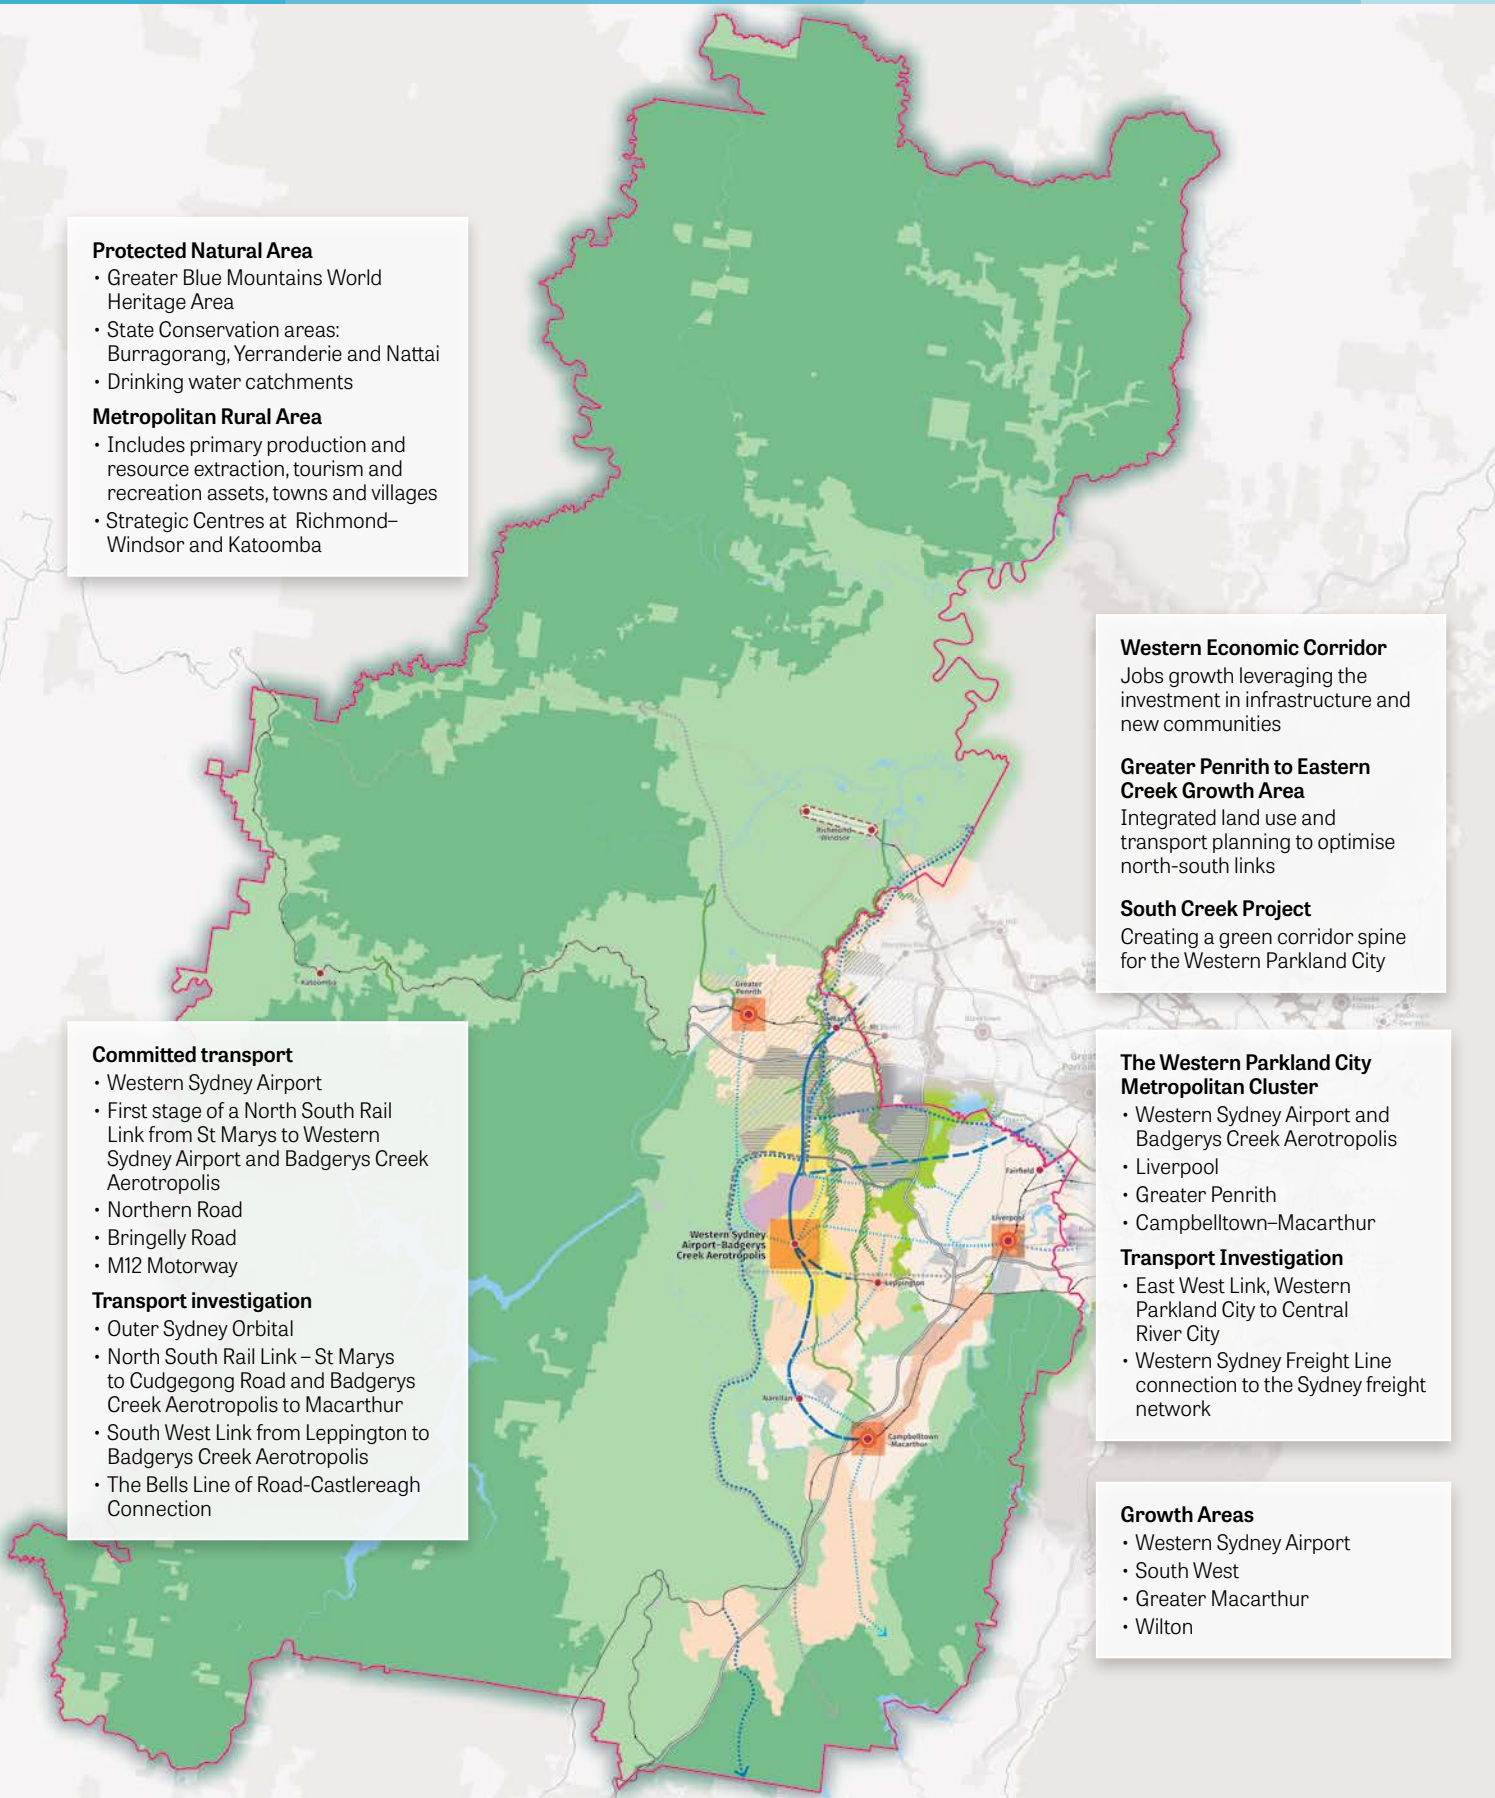 Protected Natural Area
• Greater Blue Mountains World
Heritage Area
• State Conservation areas:
Burragorang, Yerranderie and Nattai
• Drinking water catchments
Metropolitan Rural Area
• Includes primary production and
resource extraction, tourism and
recreation assets, towns and villages
• Strategic Centres at Richmond–
Windsor and Katoomba
Western Economic Corridor
Jobs growth leveraging the
investment in infrastructure and
new communities
Greater Penrith to Eastern
Creek Growth Area
Integrated land use and
transport planning to optimise
north-south links
South Creek Project
Creating a green corridor spine
for the Western Parkland City
Richmond–
Windsor
Katoomba
Greater
Penrith
St Marys
Committed transport
• Western Sydney Airport
• First stage of a North South Rail
Link from St Marys to Western
Sydney Airport and Badgerys Creek
Aerotropolis
• Northern Road
• Bringelly Road
• M12 Motorway
Transport investigation
• Outer Sydney Orbital
• North South Rail Link – St Marys
to Cudgegong Road and Badgerys
Creek Aerotropolis to Macarthur
• South West Link from Leppington to
Badgerys Creek Aerotropolis
• The Bells Line of Road-Castlereagh
Connection
The Western Parkland City
Metropolitan Cluster
• Western Sydney Airport and
Badgerys Creek Aerotropolis
• Liverpool
• Greater Penrith
• Campbelltown–Macarthur
Transport Investigation
• East West Link, Western
Parkland City to Central
River City
• Western Sydney Freight Line
connection to the Sydney freight
network
Fairfield
Liverpool
Western Sydney
Airport-Badgerys
Creek Aerotropolis
Leppington
Narellan
Campbelltown
Macarthur
Growth Areas
• Western Sydney Airport
• South West
• Greater Macarthur
• Wilton